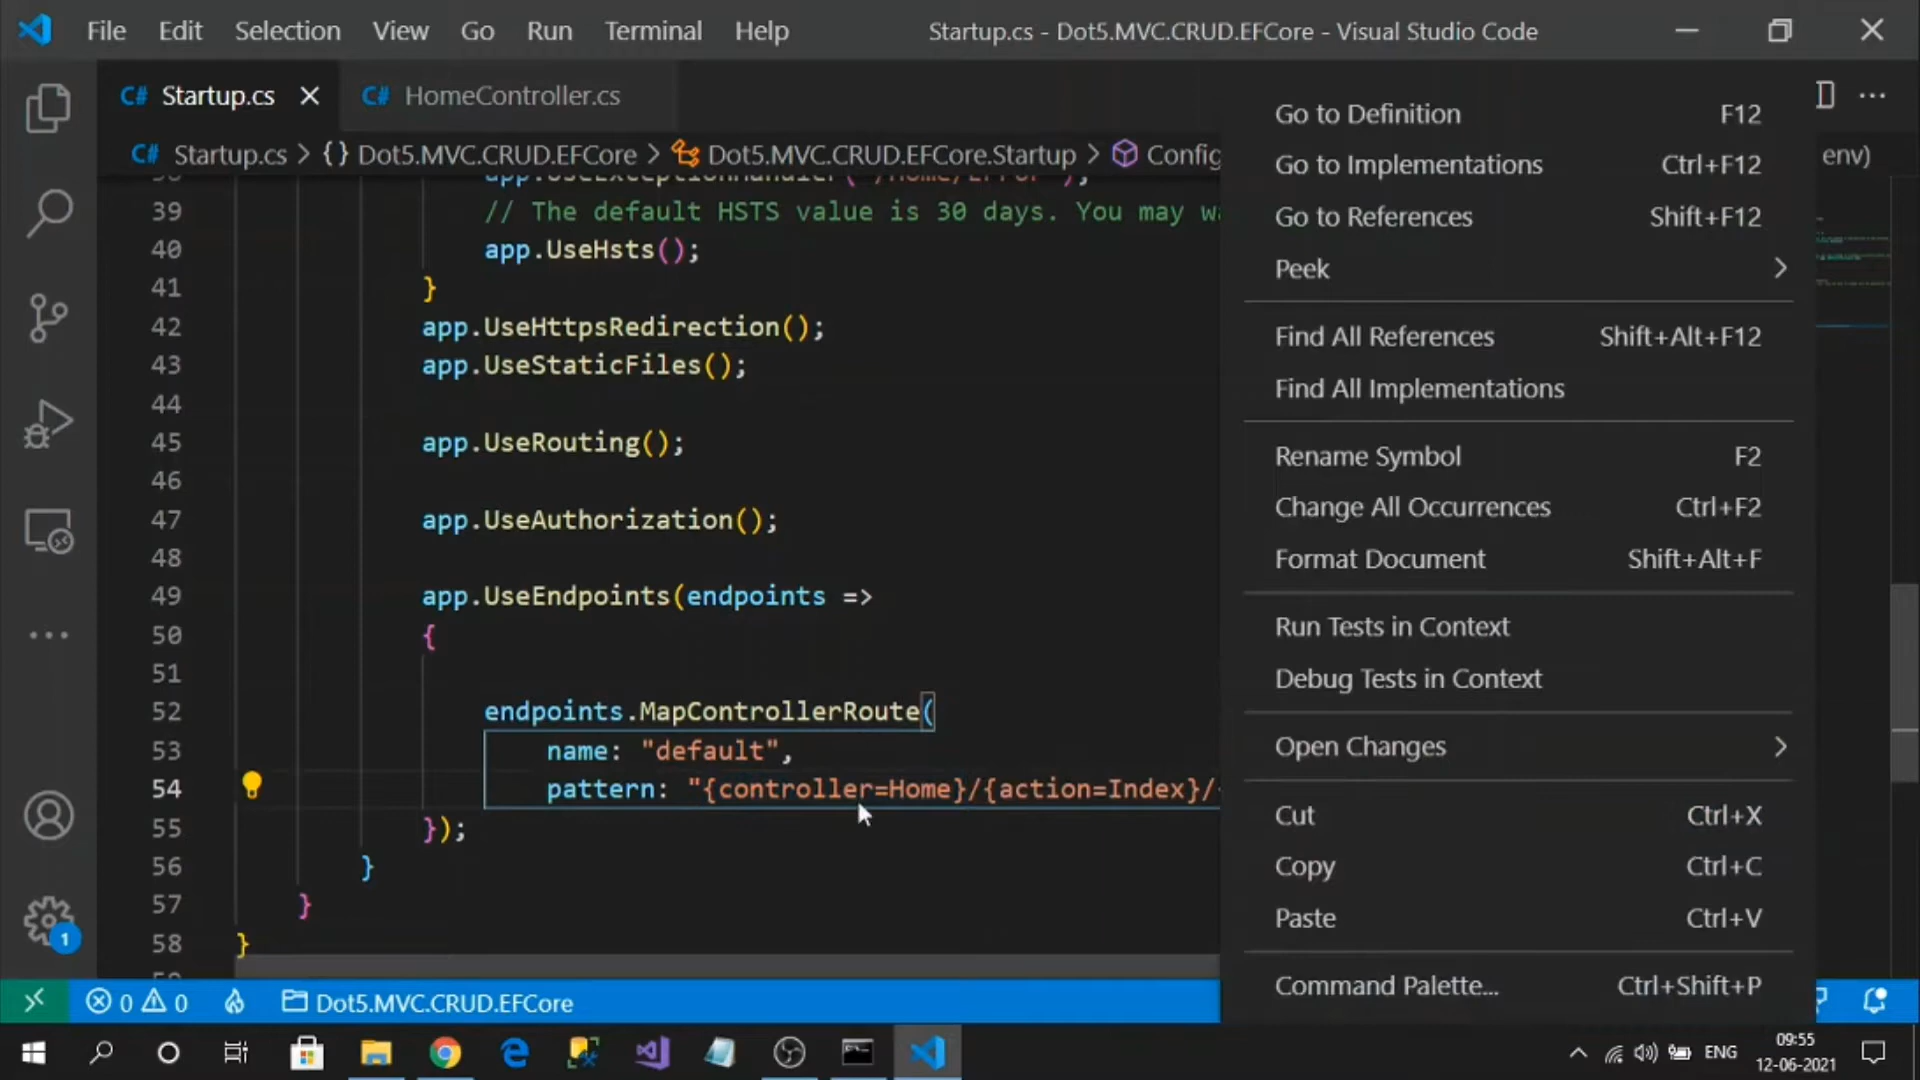 File Edit Selection View Go Run Terminal Help Startup.cs - Dot5.MVC.CRUD.EFCore - Visual Studio Code
C# Startup.cs C# HomeController.cs
C# Startup.cs > {} Dot5.MVC.CRUD.EFCore > Dot5.MVC.CRUD.EFCore.Startup > Config
env)
39 // The default HSTS value is 30 days. You may wa
40 app.UseHsts();
41 }
42 app.UseHttpsRedirection();
43 app.UseStaticFiles();
44
45 app.UseRouting();
46
47 app.UseAuthorization();
48
49 app.UseEndpoints(endpoints =>
50 {
51
52 endpoints.MapControllerRoute(
53 name: "default",
54 pattern: "{controller=Home}/{action=Index}/
55 });
56 }
57 }
58 }
Go to Definition F12
Go to Implementations Ctrl+F12
Go to References Shift+F12
Peek >
Find All References Shift+Alt+F12
Find All Implementations
Rename Symbol F2
Change All Occurrences Ctrl+F2
Format Document Shift+Alt+F
Run Tests in Context
Debug Tests in Context
Open Changes >
Cut Ctrl+X
Copy Ctrl+C
Paste Ctrl+V
Command Palette... Ctrl+Shift+P
1
0 0 Dot5.MVC.CRUD.EFCore
ENG
09:55
12-06-2021